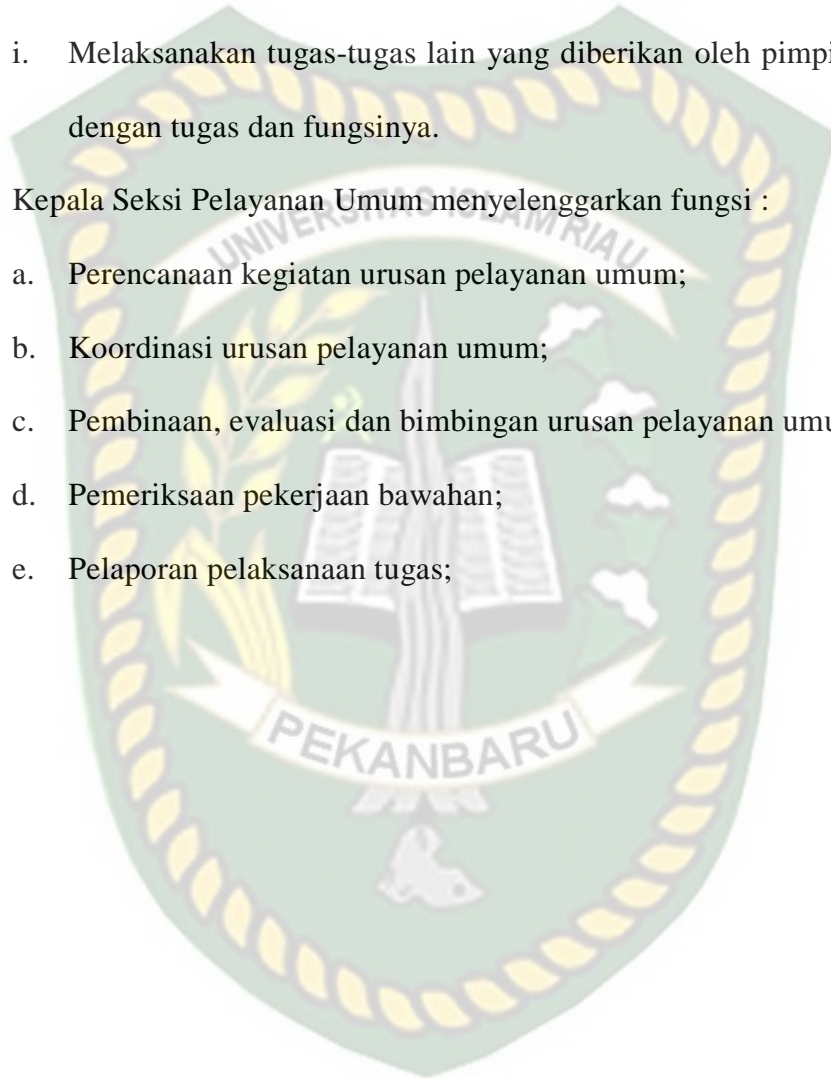 i. Melaksanakan tugas-tugas lain yang diberikan oleh
dengan tugas dan fungsinya.
Kepala Seksi Pelayanan Umum menyelenggarkan fungsi :
UNIVERSITAS ISLAM RIAU
a. Perencanaan kegiatan urusan pelayanan umum;
b. Koordinasi urusan pelayanan umum;
c. Pembinaan, evaluasi dan bimbingan urusan pelayanan
d. Pemeriksaan pekerjaan bawahan;
e. Pelaporan pelaksanaan tugas;
PEKANBARU